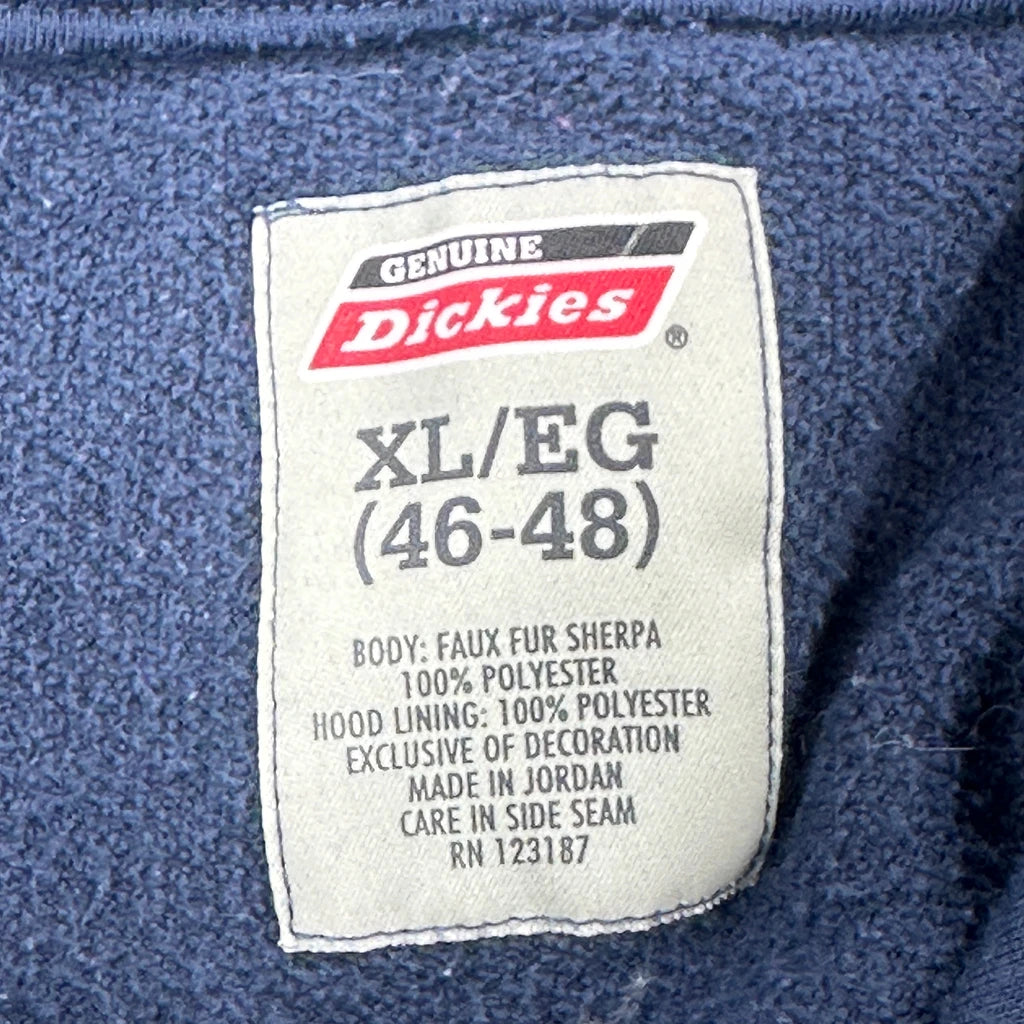 GENUINE
Dickies
®
XL/EG
(46-48)
BODY: FAUX FUR SHERPA
100% POLYESTER
HOOD LINING: 100% POLYESTER
EXCLUSIVE OF DECORATION
MADE IN JORDAN
CARE IN SIDE SEAM
RN 123187